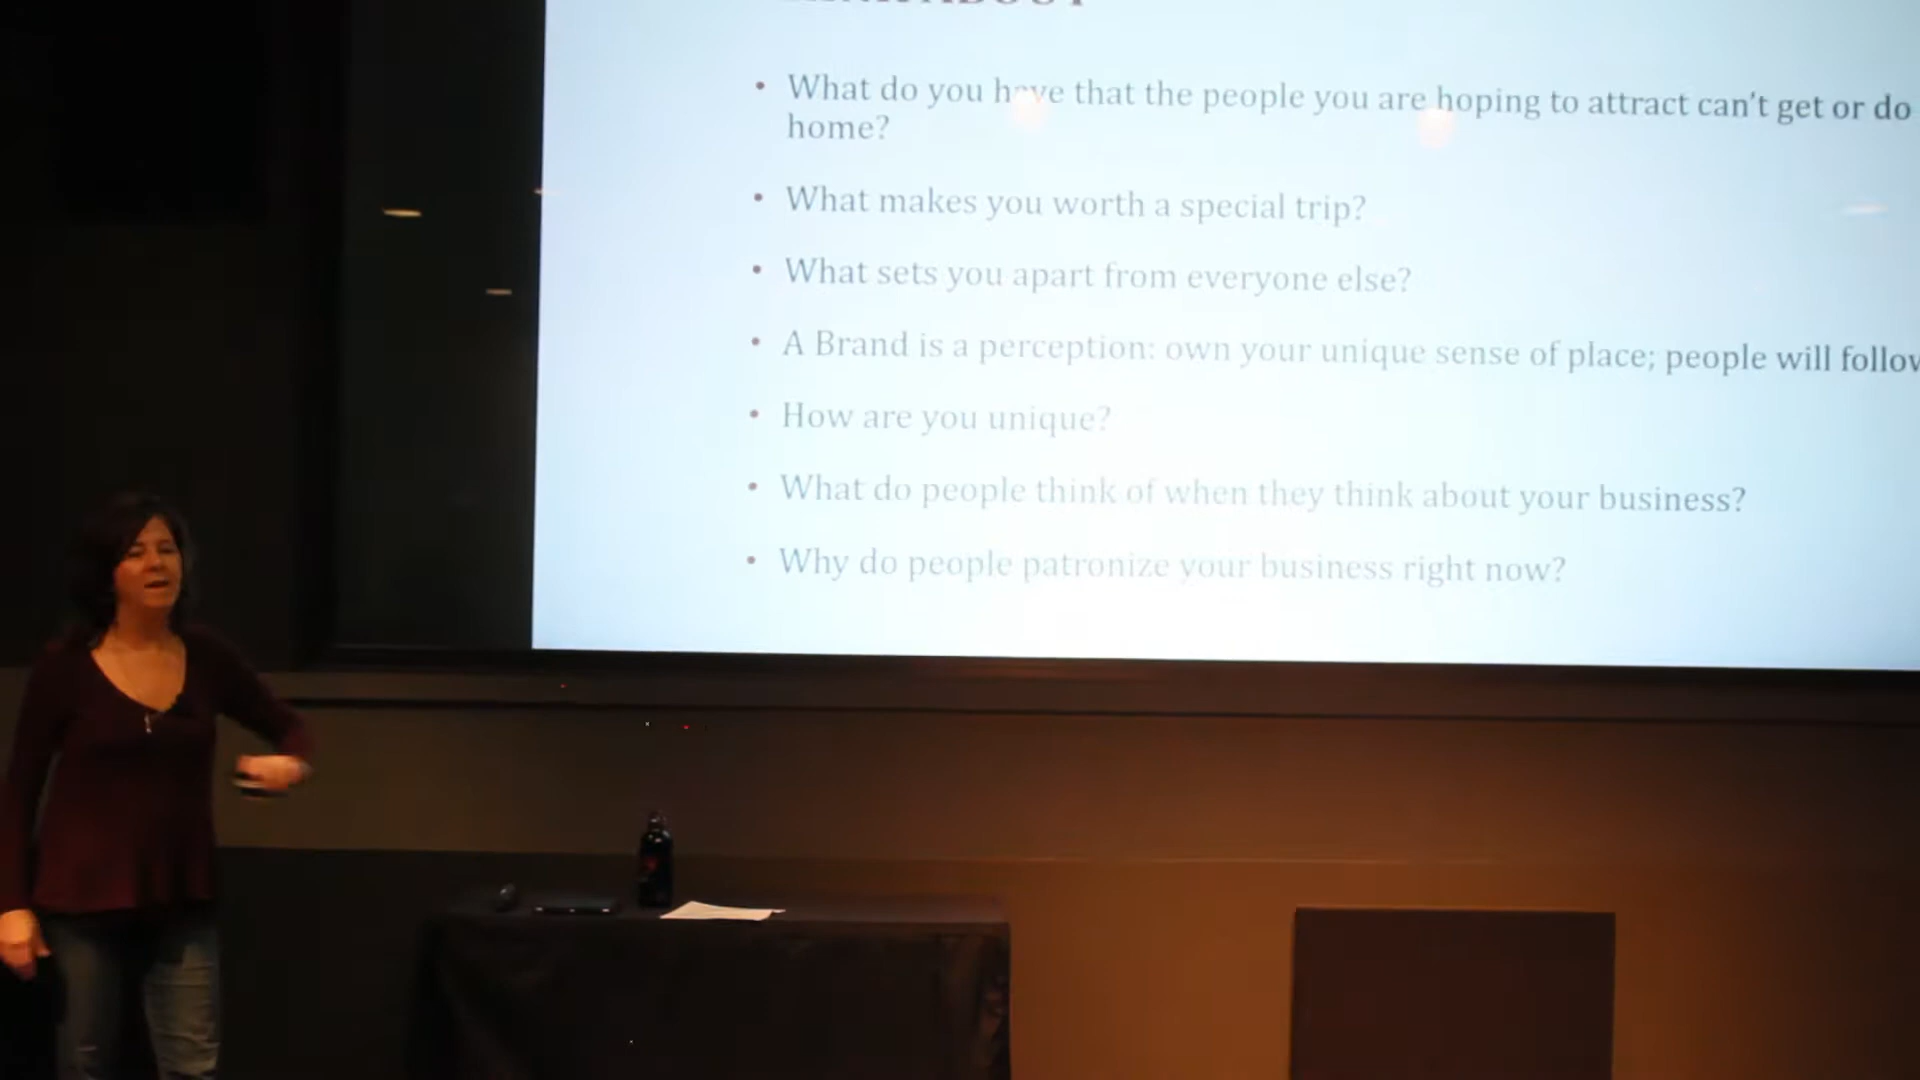 ABOUT
• What do you have that the people you are hoping to attract can't get or do
home?
• What makes you worth a special trip?
• What sets you apart from everyone else?
• A Brand is a perception: own your unique sense of place; people will follow
• How are you unique?
• What do people think of when they think about your business?
• Why do people patronize your business right now?